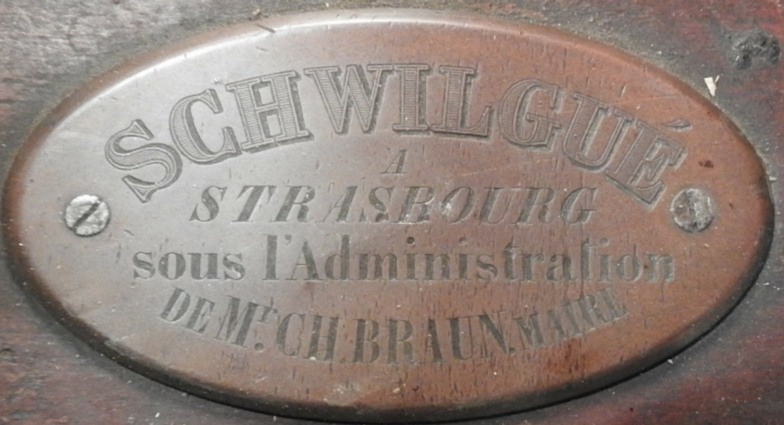 SCHWILGUÉ
A
STRASBOURG
sous l'Administration
DE Mr. CH. BRAUN. MAIRE